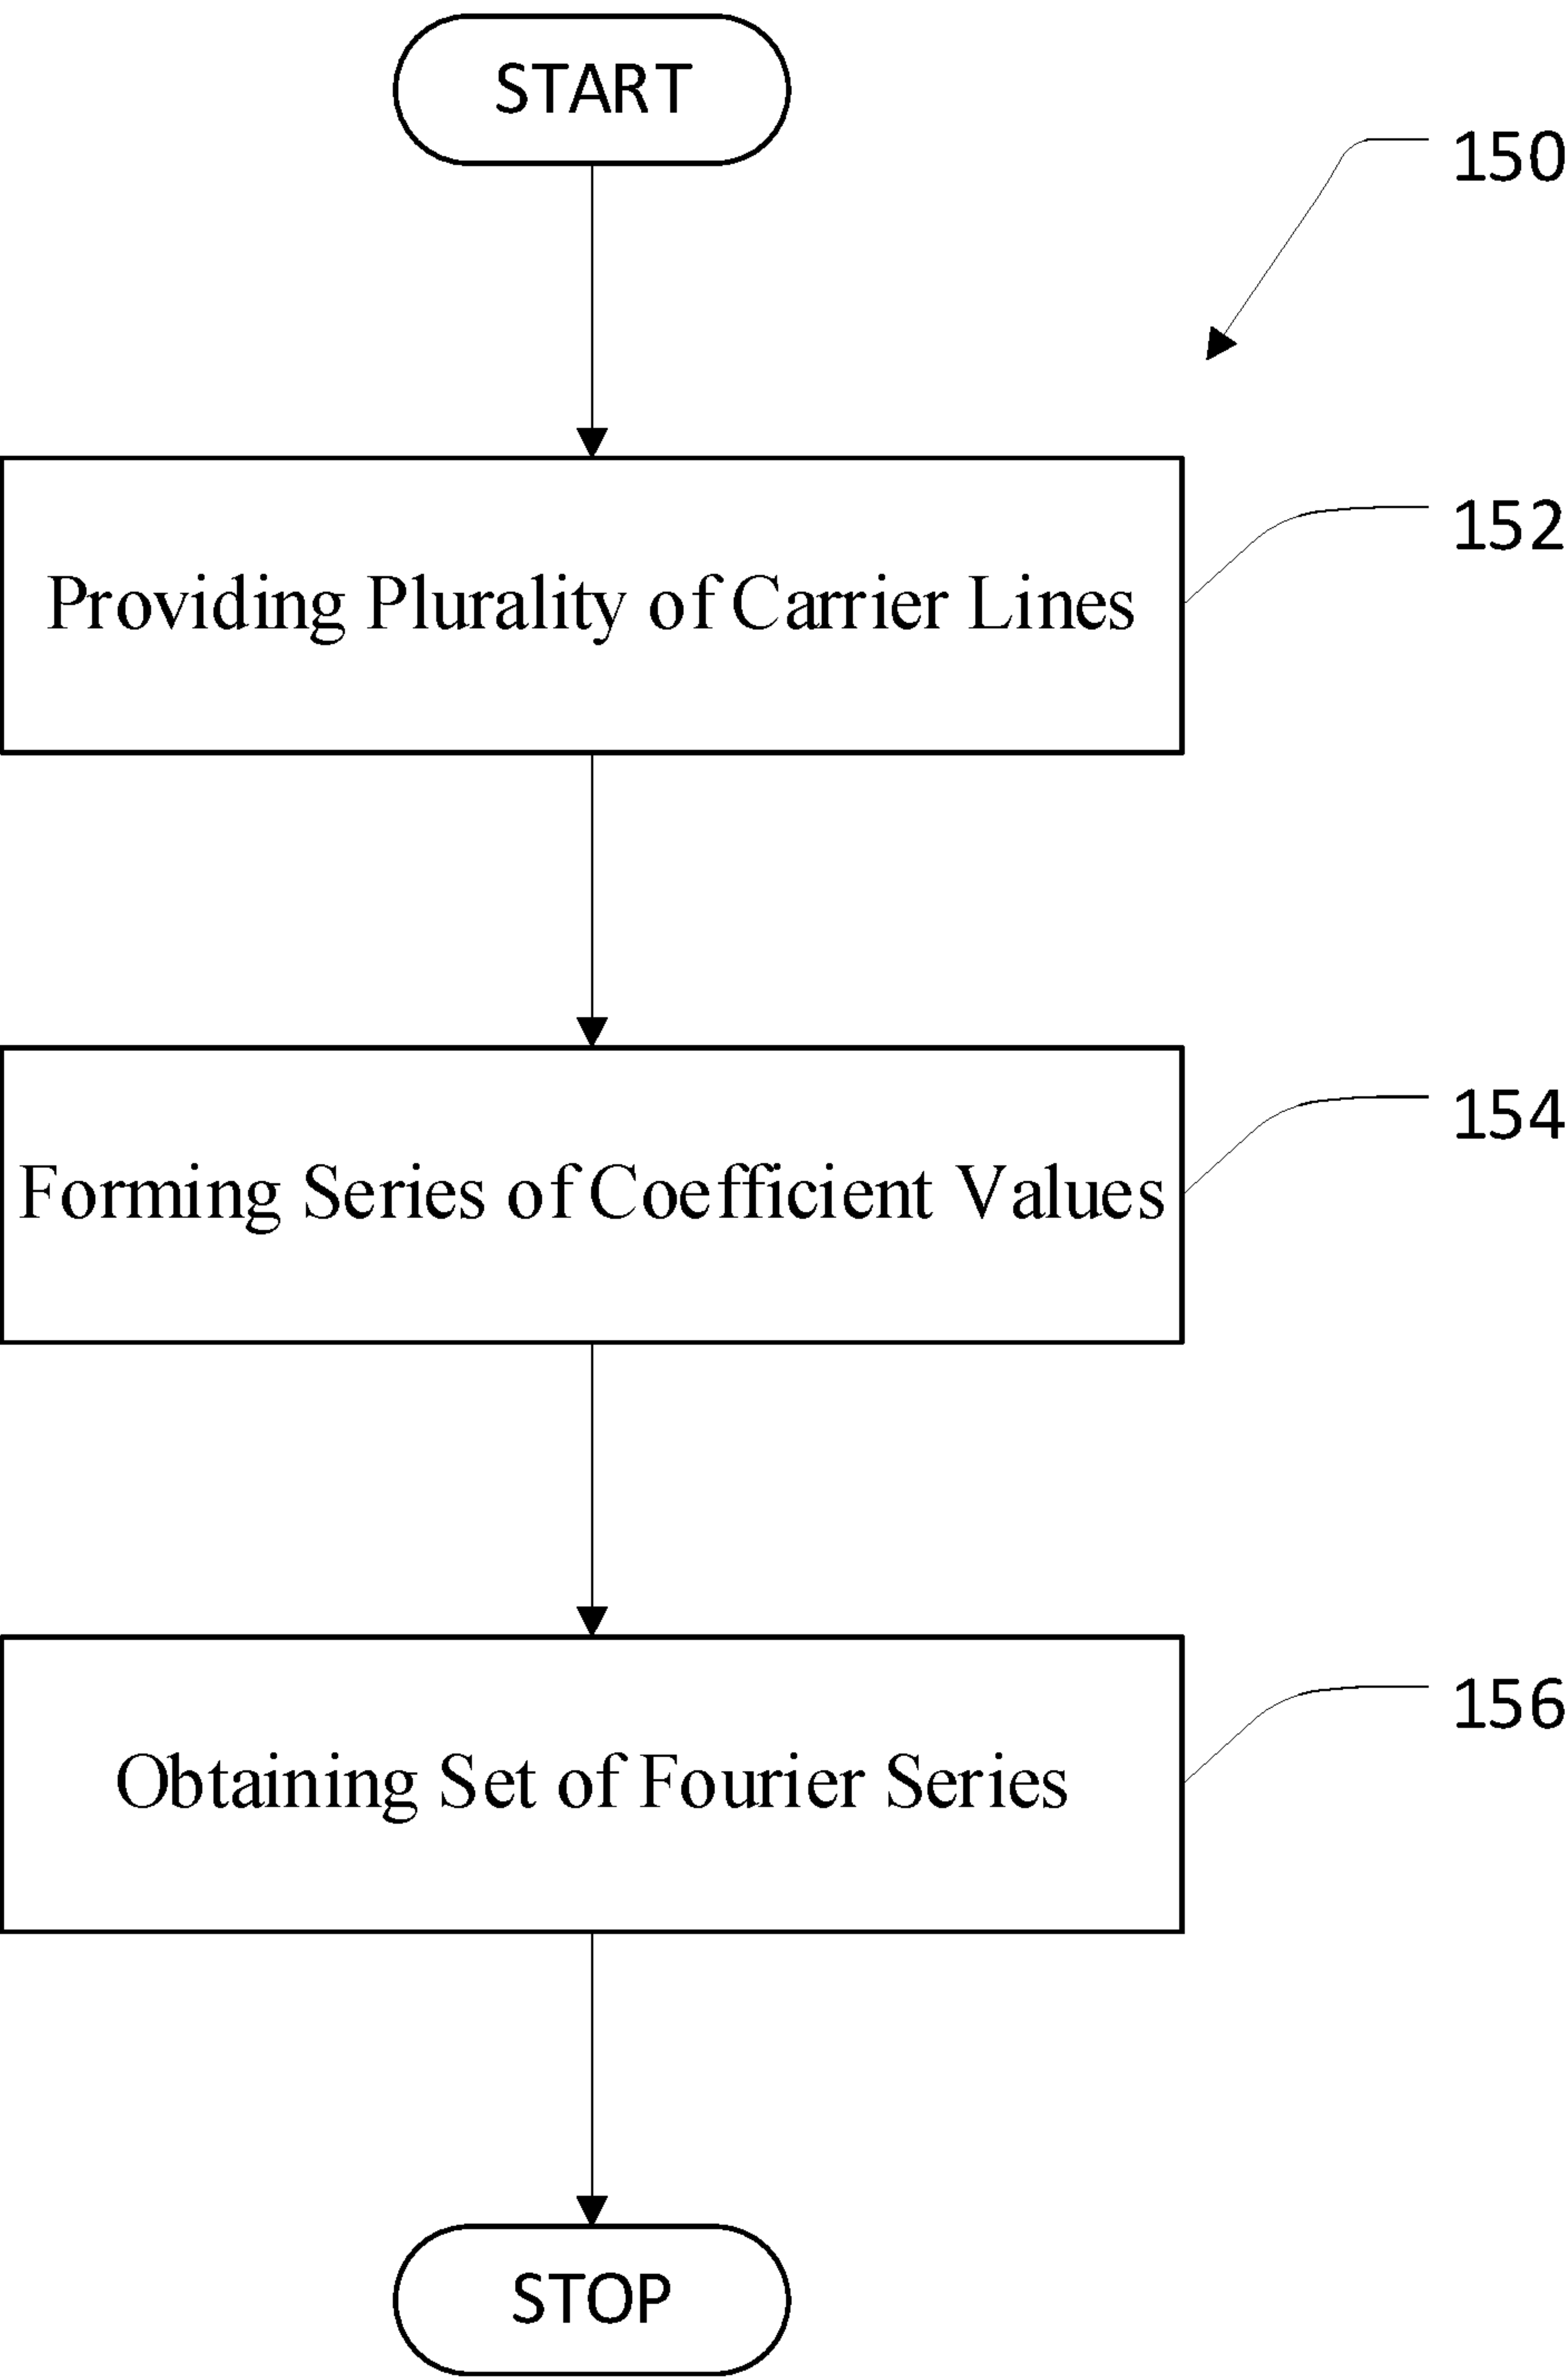 START
150
152
Providing Plurality of Carrier Lines
154
Forming Series of Coefficient Values
156
Obtaining Set of Fourier Series
STOP